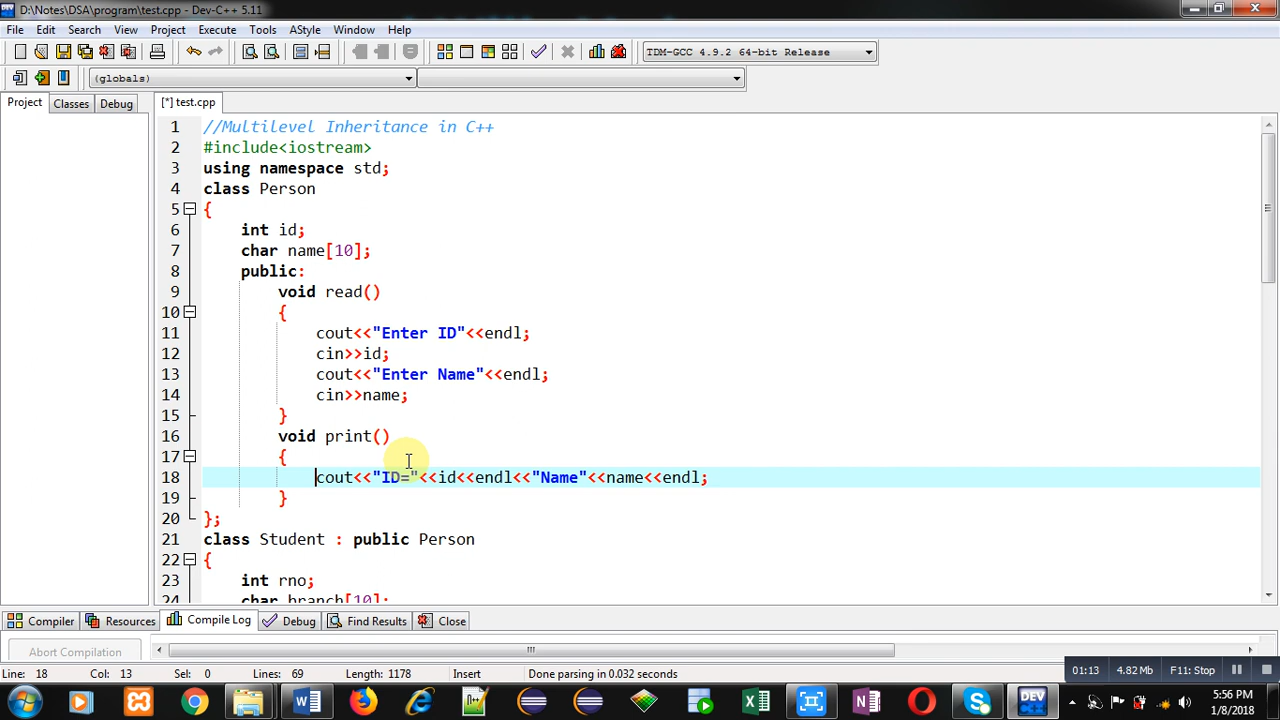 D:\Notes\DSA\program\test.cpp - Dev-C++ 5.11
File Edit Search View Project Execute Tools AStyle Window Help
TDM-GCC 4.9.2 64-bit Release
(globals)
Project Classes Debug [*] test.cpp
1 //Multilevel Inheritance in C++
2 #include<iostream>
3 using namespace std;
4 class Person
5 {
6 int id;
7 char name[10];
8 public:
9 void read()
10 {
11 cout<<"Enter ID"<<endl;
12 cin>>id;
13 cout<<"Enter Name"<<endl;
14 cin>>name;
15 }
16 void print()
17 {
18 cout<<"ID="<<id<<endl<<"Name"<<name<<endl;
19 }
20 };
21 class Student : public Person
22 {
23 int rno;
24 char branch[10];
Compiler Resources Compile Log Debug Find Results Close
Abort Compilation
Line: 18 Col: 13 Sel: 0 Lines: 69 Length: 1178 Insert Done parsing in 0.032 seconds
01:13 4.82 Mb F11: Stop
DEV
5:56 PM
1/8/2018